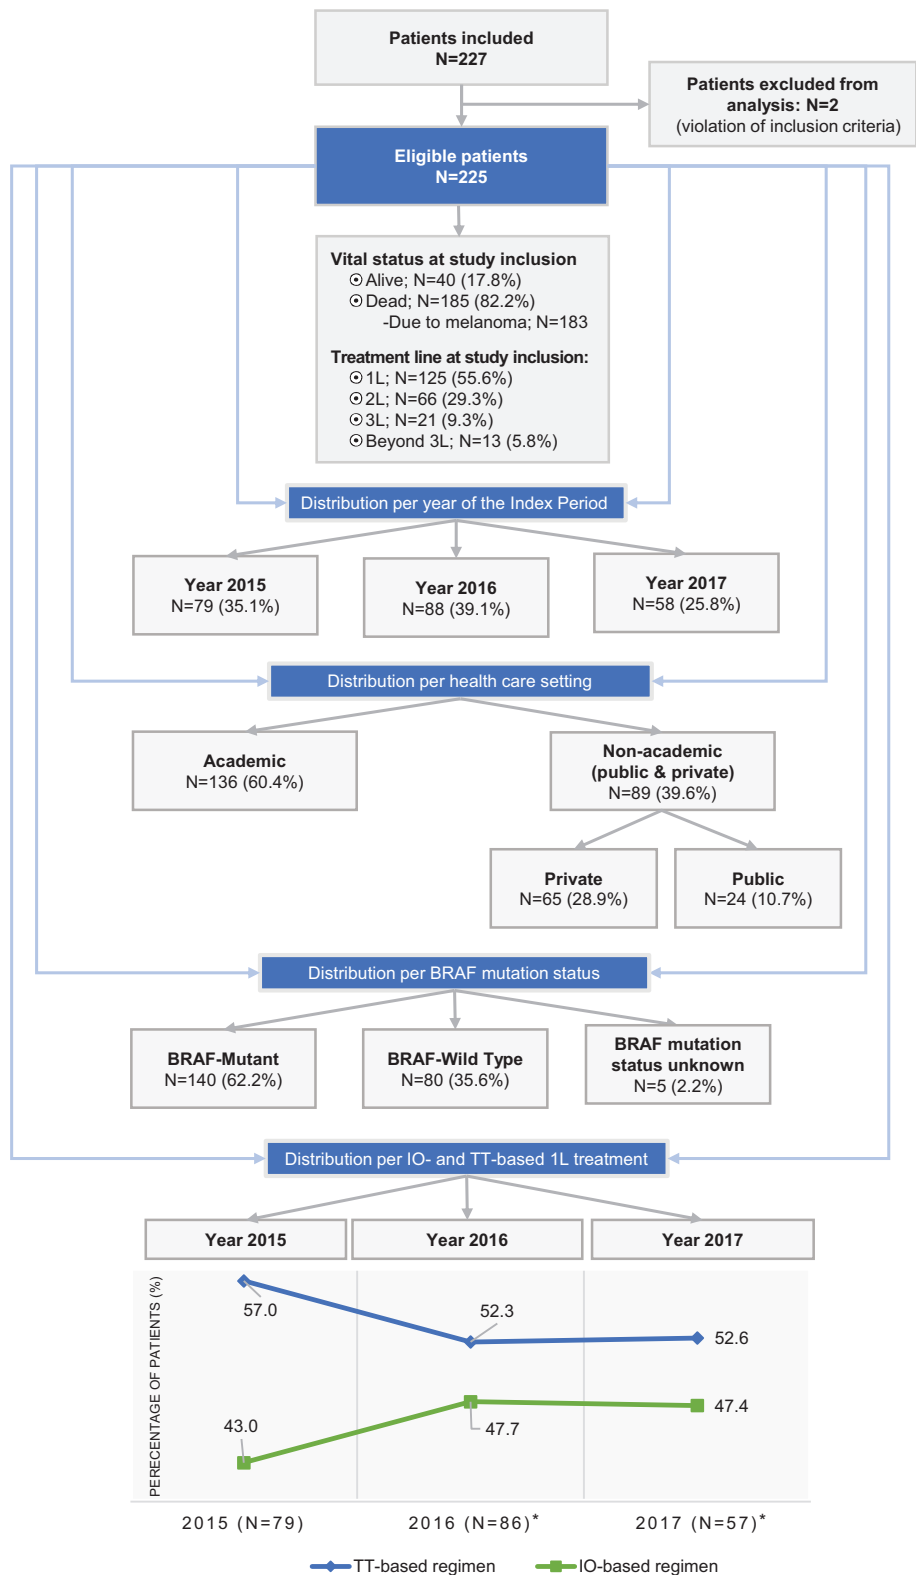 Patients included
N=227
Patients excluded from
analysis: N=2
(violation of inclusion criteria)
Eligible patients
N=225
Vital status at study inclusion
Alive; N=40 (17.8%)
Dead; N=185 (82.2%)
-Due to melanoma; N=183
Treatment line at study inclusion:
1L; N=125 (55.6%)
2L; N=66 (29.3%)
3L; N=21 (9.3%)
Beyond 3L; N=13 (5.8%)
Distribution per year of the Index Period
Year 2015
N=79 (35.1%)
Year 2016
N=88 (39.1%)
Year 2017
N=58 (25.8%)
Distribution per health care setting
Academic
N=136 (60.4%)
Non-academic
(public & private)
N=89 (39.6%)
Private
N=65 (28.9%)
Public
N=24 (10.7%)
Distribution per BRAF mutation status
BRAF-Mutant
N=140 (62.2%)
BRAF-Wild Type
N=80 (35.6%)
BRAF mutation
status unknown
N=5 (2.2%)
Distribution per IO- and TT-based 1L treatment
Year 2015
Year 2016
Year 2017
PERECENTAGE OF PATIENTS (%)
57.0
52.3
52.6
43.0
47.7
47.4
2015 (N=79)
2016 (N=86)*
2017 (N=57)*
TT-based regimen
IO-based regimen